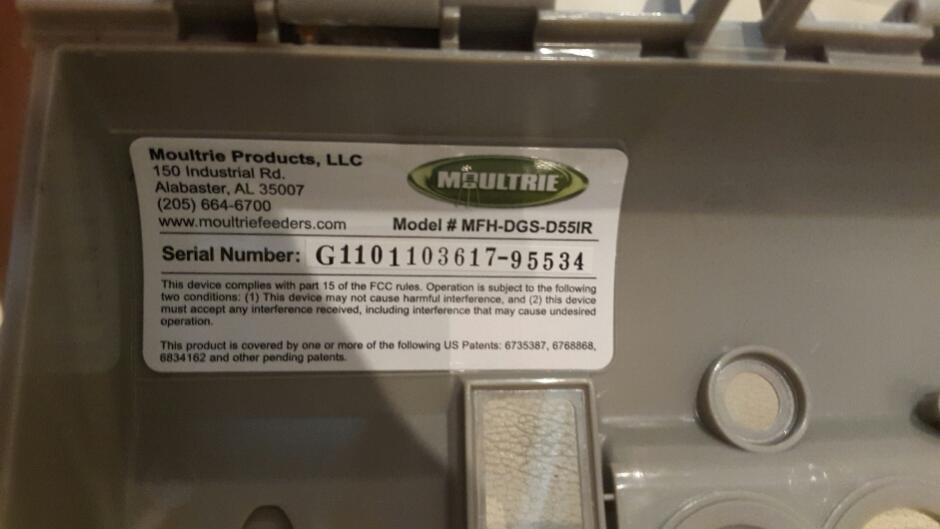 Moultrie Products, LLC
150 Industrial Rd.
Alabaster, AL 35007
(205) 664-6700
www.moultriefeeders.com
MOULTRIE
Model # MFH-DGS-D55IR
Serial Number: G1101103617-95534
This device complies with part 15 of the FCC rules. Operation is subject to the following
two conditions: (1) This device may not cause harmful interference, and (2) this device
must accept any interference received, including interference that may cause undesired
operation.
This product is covered by one or more of the following US Patents: 6735387, 6768868,
6834162 and other pending patents.